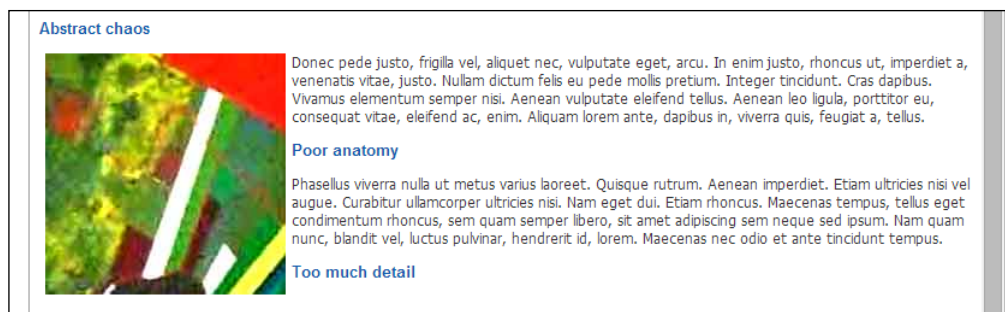 Abstract chaos
Donec pede justo, frigilla vel, aliquet nec, vulputate eget, arcu. In enim justo, rhoncus ut, imperdiet a,
venenatis vitae, justo. Nullam dictum felis eu pede mollis pretium. Integer tincidunt. Cras dapibus.
Vivamus elementum semper nisi. Aenean vulputate eleifend tellus. Aenean leo ligula, porttitor eu,
consequat vitae, eleifend ac, enim. Aliquam lorem ante, dapibus in, viverra quis, feugiat a, tellus.
Poor anatomy
Phasellus viverra nulla ut metus varius laoreet. Quisque rutrum. Aenean imperdiet. Etiam ultricies nisi vel
augue. Curabitur ullamcorper ultricies nisi. Nam eget dui. Etiam rhoncus. Maecenas tempus, tellus eget
condimentum rhoncus, sem quam semper libero, sit amet adipiscing sem neque sed ipsum. Nam quam
nunc, blandit vel, luctus pulvinar, hendrerit id, lorem. Maecenas nec odio et ante tincidunt tempus.
Too much detail